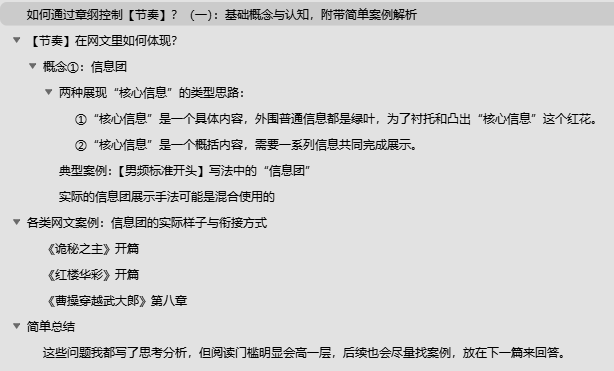 如何通过章纲控制【节奏】？（一）：基础概念与认知，附带简单案例解析
【节奏】在网文里如何体现？
概念①：信息团
两种展现“核心信息”的类型思路：
①“核心信息”是一个具体内容，外围普通信息都是绿叶，为了衬托和凸出“核心信息”这个红花。
②“核心信息”是一个概括内容，需要一系列信息共同完成展示。
典型案例：【男频标准开头】写法中的“信息团”
实际的信息团展示手法可能是混合使用的
各类网文案例：信息团的实际样子与衔接方式
《诡秘之主》开篇
《红楼华彩》开篇
《曹操穿越武大郎》第八章
简单总结
这些问题我都写了思考分析，但阅读门槛明显会高一层，后续也会尽量找案例，放在下一篇来回答。